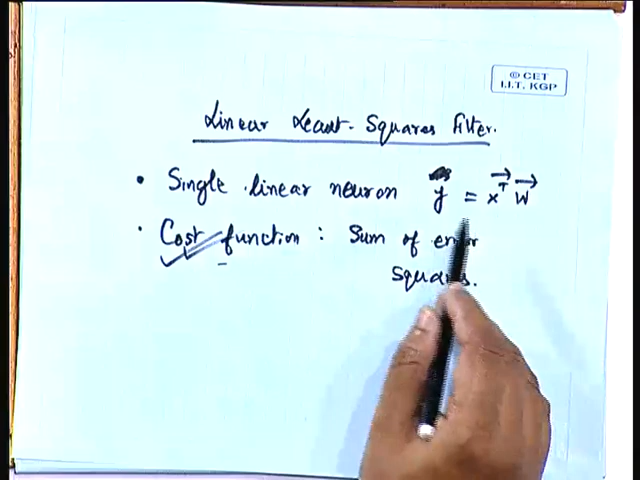 © CET
I.I.T. KGP
Linear Least-Squares Filter.
• Single linear neuron y = x⃗ᵀ w⃗
• Cost function : Sum of error
squares.